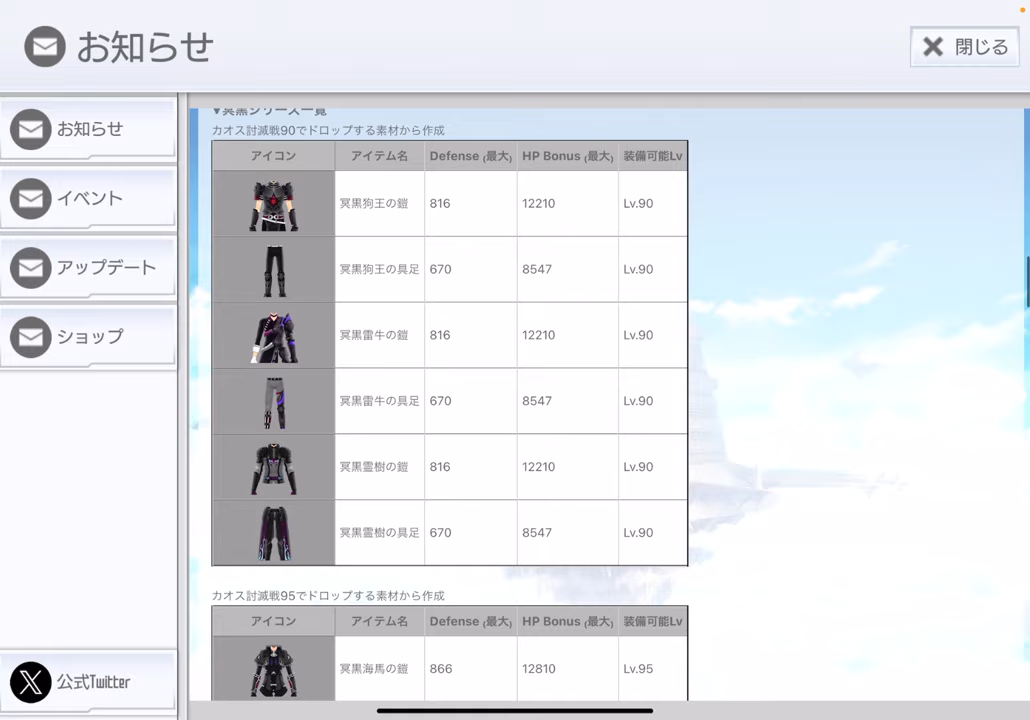 お知らせ
閉じる
お知らせ
イベント
アップデート
ショップ
公式Twitter
▼冥黒シリーズ一覧
カオス討滅戦90でドロップする素材から作成
アイコン アイテム名 Defense (最大) HP Bonus (最大) 装備可能Lv
冥黒狗王の鎧 816 12210 Lv.90
冥黒狗王の具足 670 8547 Lv.90
冥黒雷牛の鎧 816 12210 Lv.90
冥黒雷牛の具足 670 8547 Lv.90
冥黒霊樹の鎧 816 12210 Lv.90
冥黒霊樹の具足 670 8547 Lv.90
カオス討滅戦95でドロップする素材から作成
アイコン アイテム名 Defense (最大) HP Bonus (最大) 装備可能Lv
冥黒海馬の鎧 866 12810 Lv.95